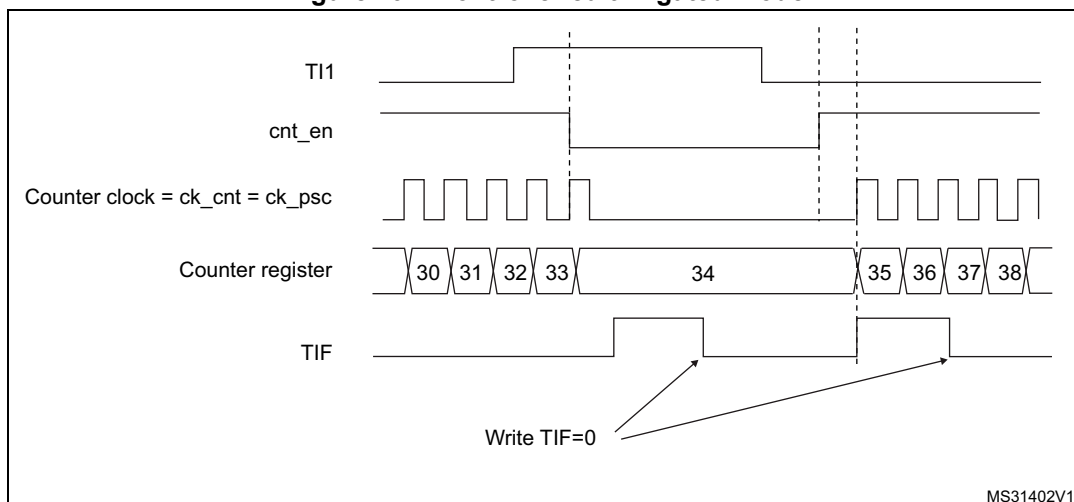 TI1
cnt_en
Counter clock = ck_cnt = ck_psc
Counter register
30 31 32 33 34 35 36 37 38
TIF
Write TIF=0
MS31402V1